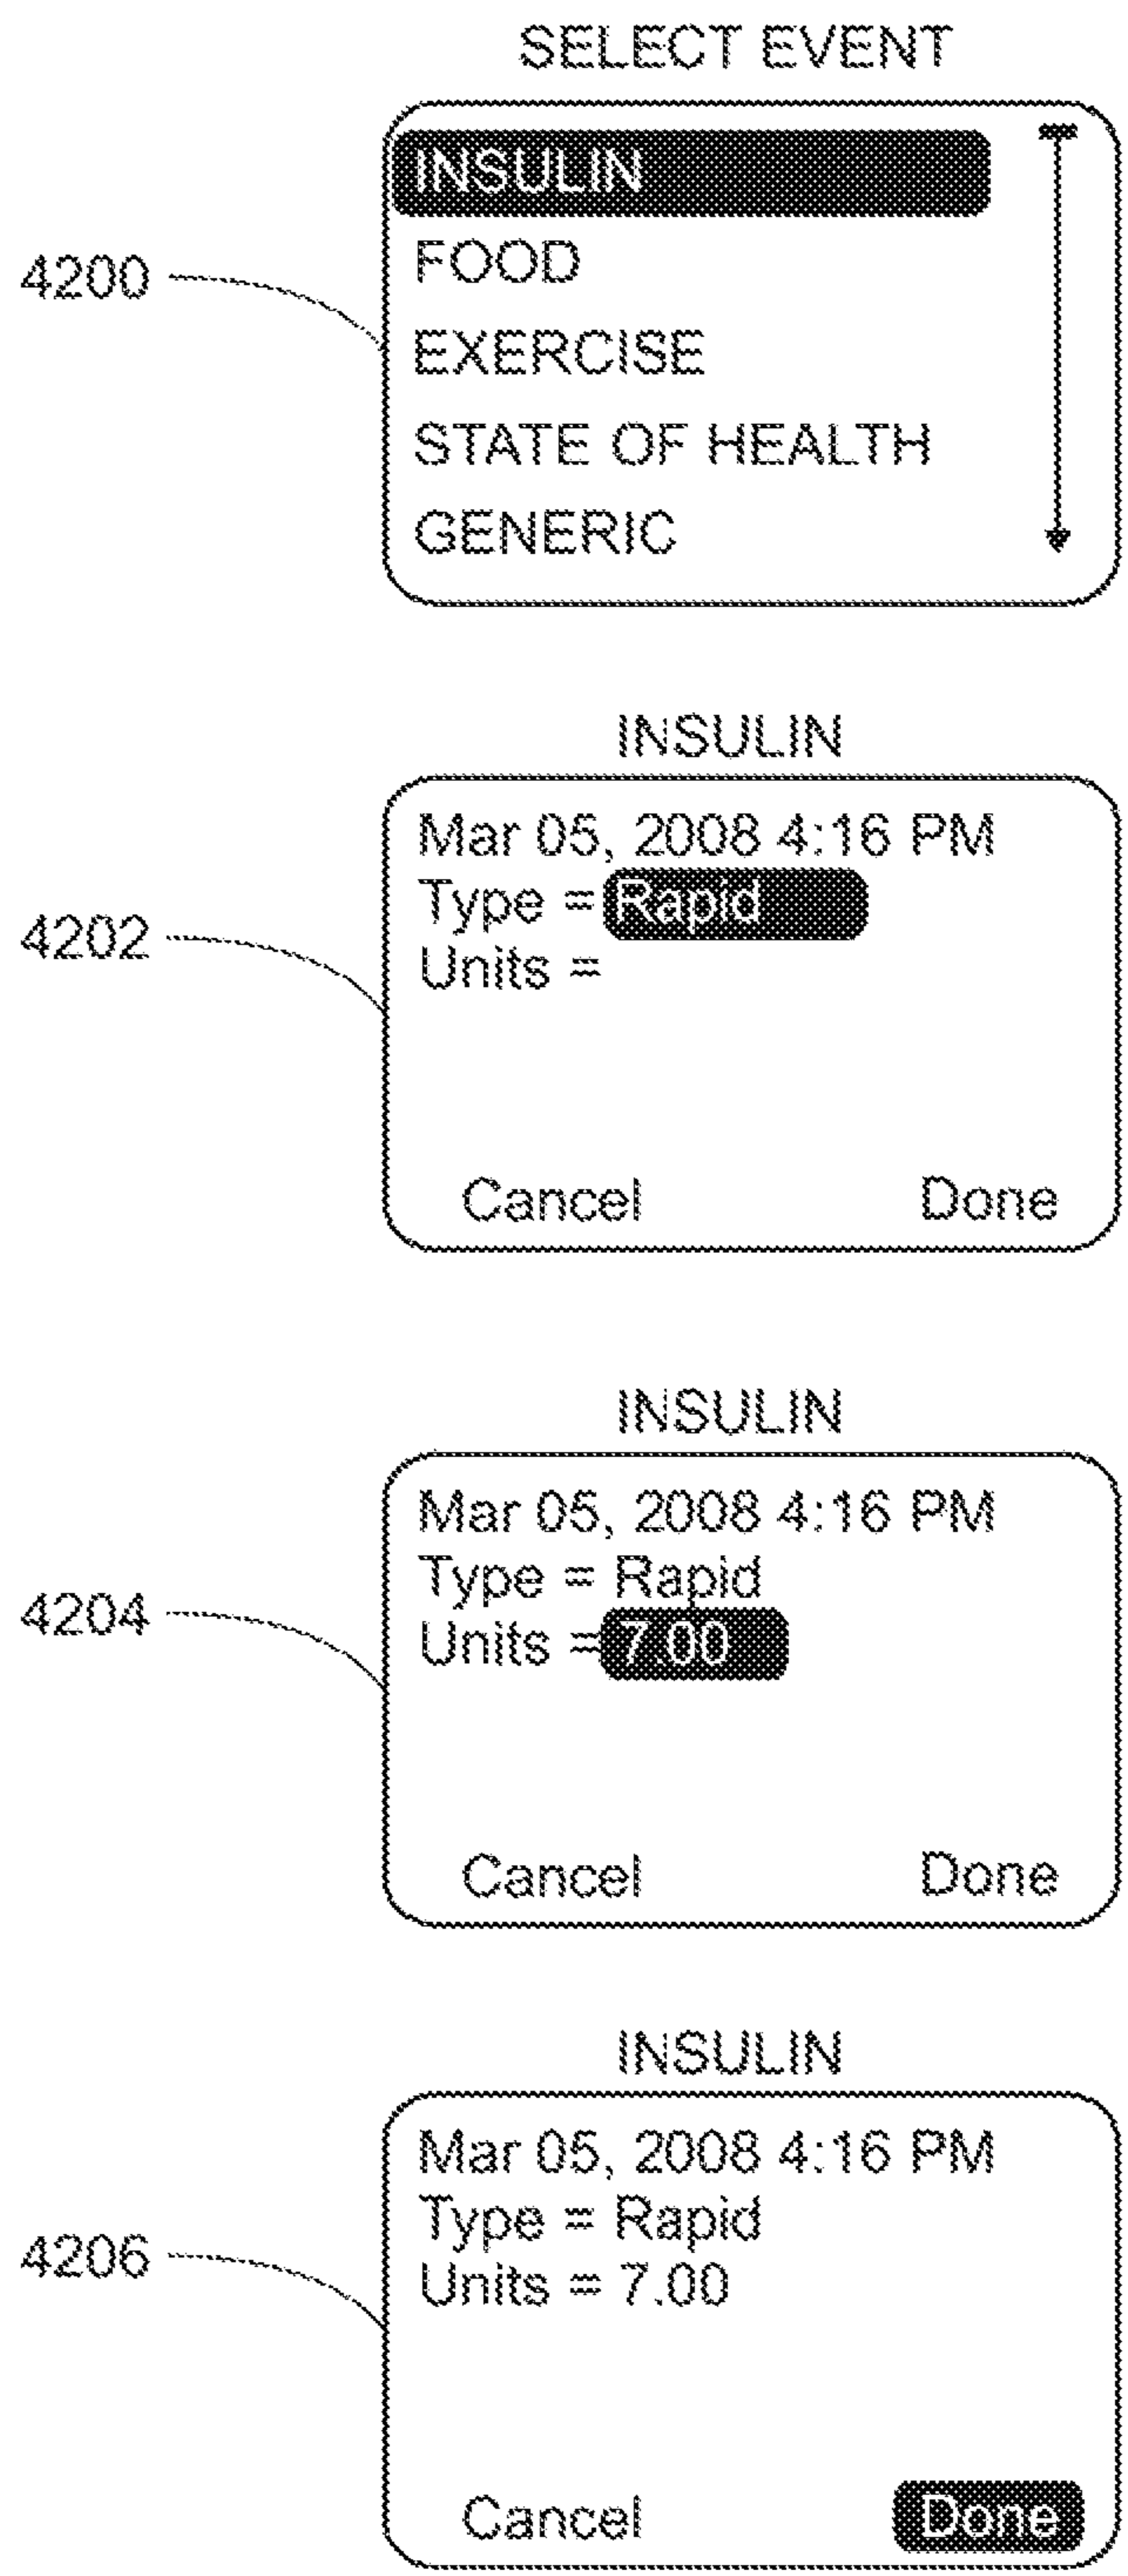 SELECT EVENT
INSULIN
FOOD
4200
EXERCISE
STATE OF HEALTH
GENERIC
INSULIN
Mar 05, 2008 4:16 PM
Type = Rapid
4202
Units =
Cancel Done
INSULIN
Mar 05, 2008 4:16 PM
Type = Rapid
4204
Units = 7.00
Cancel Done
INSULIN
Mar 05, 2008 4:16 PM
Type = Rapid
4206
Units = 7.00
Cancel Done